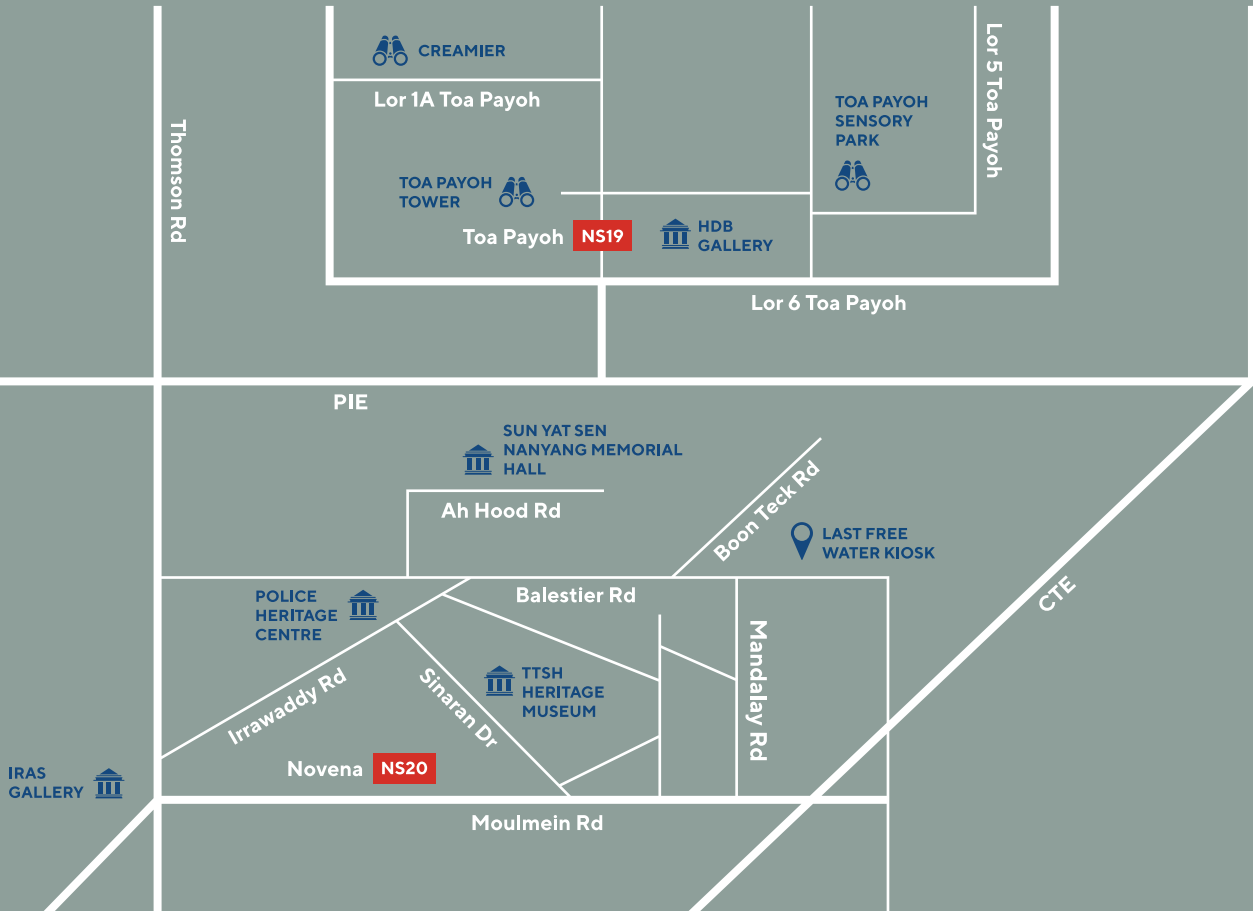 CREAMIER
Lor 1A Toa Payoh
Lor 5 Toa Payoh
TOA PAYOH
SENSORY
PARK
Thomson Rd
TOA PAYOH
TOWER
Toa Payoh NS19
HDB
GALLERY
Lor 6 Toa Payoh
PIE
SUN YAT SEN
NANYANG MEMORIAL
HALL
Ah Hood Rd
Boon Teck Rd
LAST FREE
WATER KIOSK
CTE
POLICE
HERITAGE
CENTRE
Balestier Rd
Mandalay Rd
Irrawaddy Rd
Sinaran Dr
TTSH
HERITAGE
MUSEUM
Novena NS20
IRAS
GALLERY
Moulmein Rd